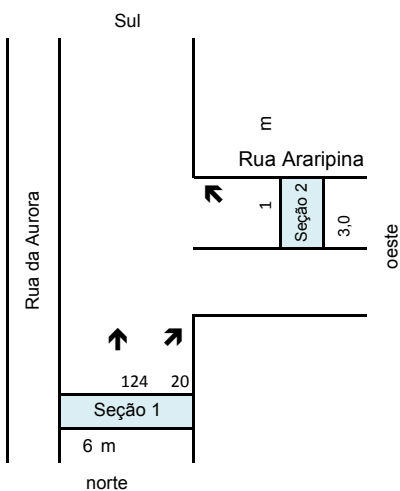 Sul
m
Rua Araripina
1
Seção 2
3,0
oeste
Rua da Aurora
124 20
Seção 1
6 m
norte